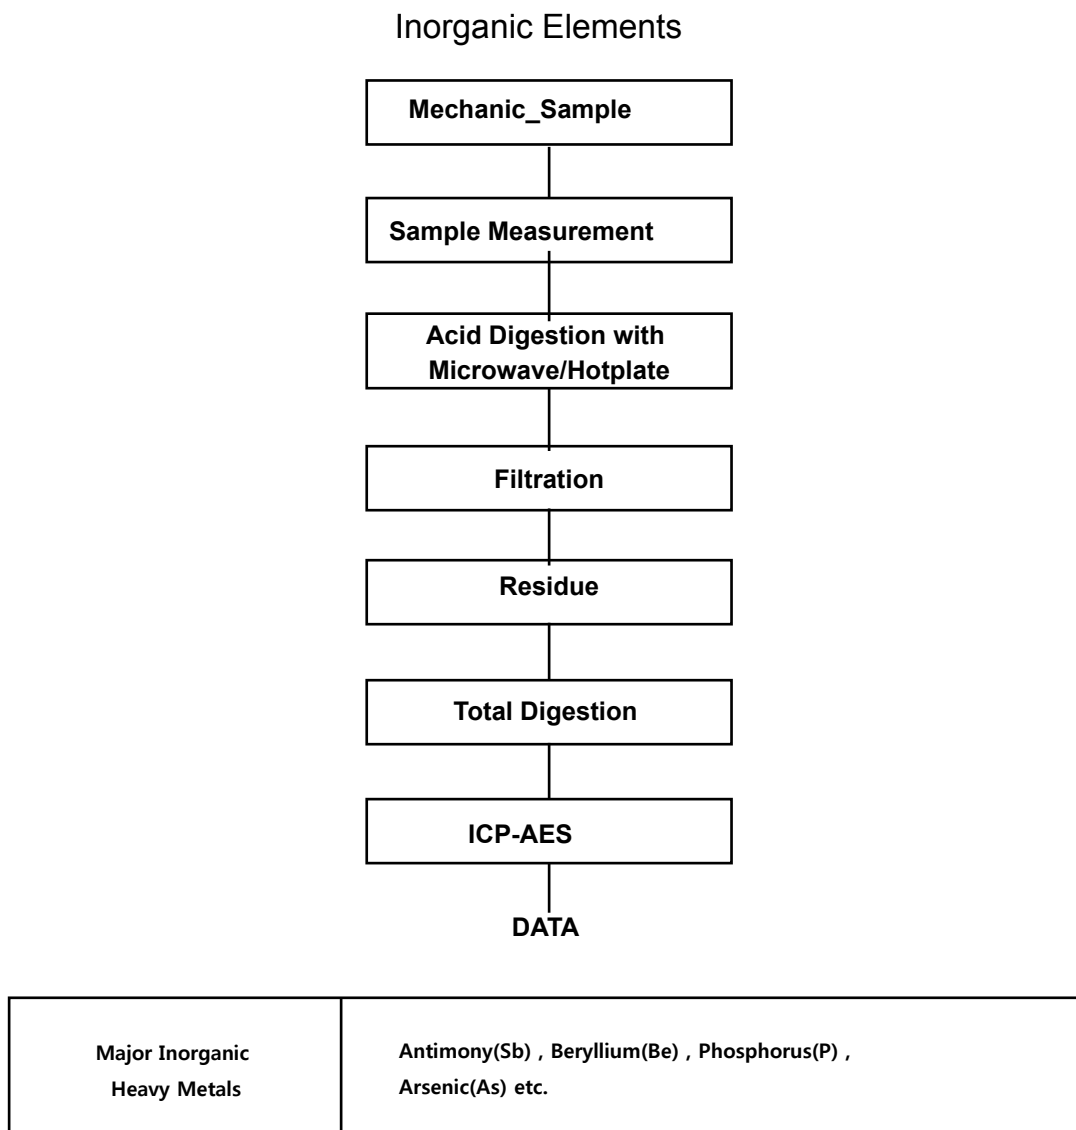 Inorganic Elements
Mechanic_Sample
Sample Measurement
Acid Digestion with
Microwave/Hotplate
Filtration
Residue
Total Digestion
ICP-AES
DATA
Major Inorganic
Heavy Metals
Antimony(Sb) , Beryllium(Be) , Phosphorus(P) ,
Arsenic(As) etc.